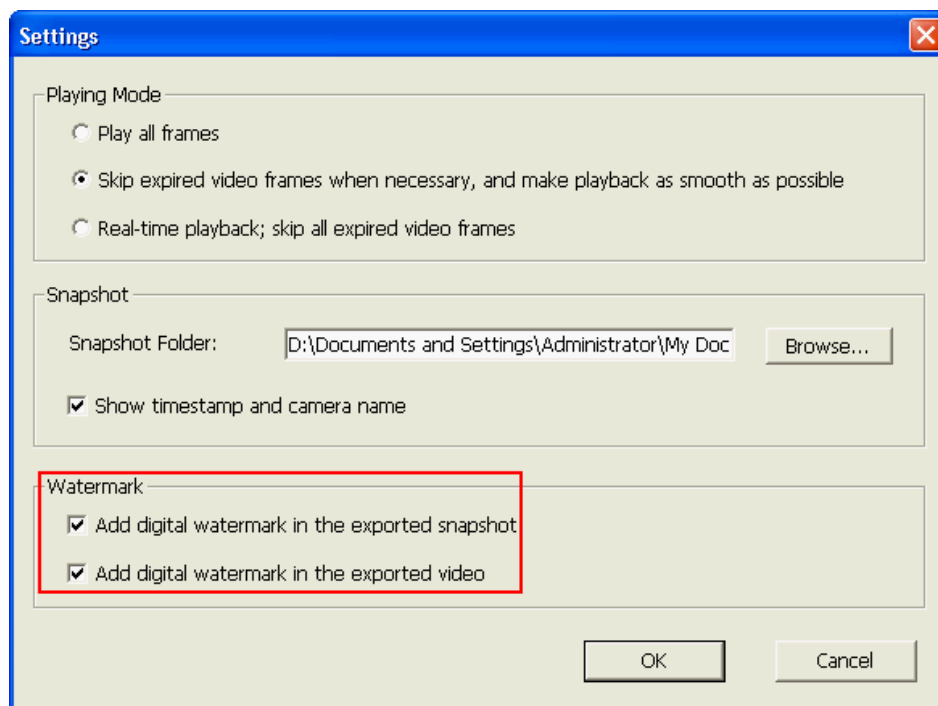 Settings
Playing Mode
Play all frames
Skip expired video frames when necessary, and make playback as smooth as possible
Real-time playback; skip all expired video frames
Snapshot
Snapshot Folder: D:\Documents and Settings\Administrator\My Doc Browse...
Show timestamp and camera name
Watermark
Add digital watermark in the exported snapshot
Add digital watermark in the exported video
OK Cancel